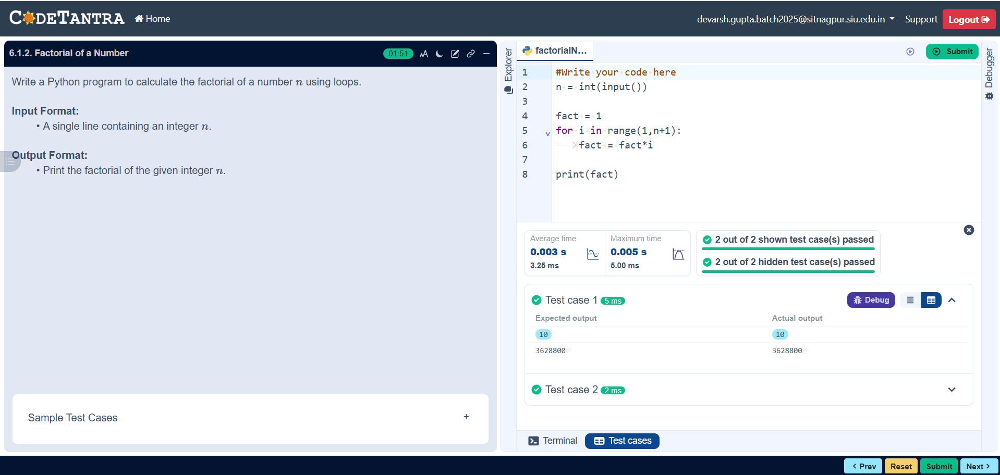 CODETANTRA Home devarsh.gupta.batch2025@sitnagpur.siu.edu.in Support Logout
6.1.2. Factorial of a Number 01:51
Write a Python program to calculate the factorial of a number n using loops.
Input Format:
• A single line containing an integer n.
Output Format:
• Print the factorial of the given integer n.
Sample Test Cases +
Explorer
factorialN... Submit
Debugger
1 #Write your code here
2 n = int(input())
3
4 fact = 1
5 for i in range(1,n+1):
6 fact = fact*i
7
8 print(fact)
Average time
0.003 s
3.25 ms
Maximum time
0.005 s
5.00 ms
2 out of 2 shown test case(s) passed
2 out of 2 hidden test case(s) passed
Test case 1 5 ms Debug
Expected output Actual output
10 10
3628800 3628800
Test case 2 2 ms
Terminal Test cases
< Prev Reset Submit Next >